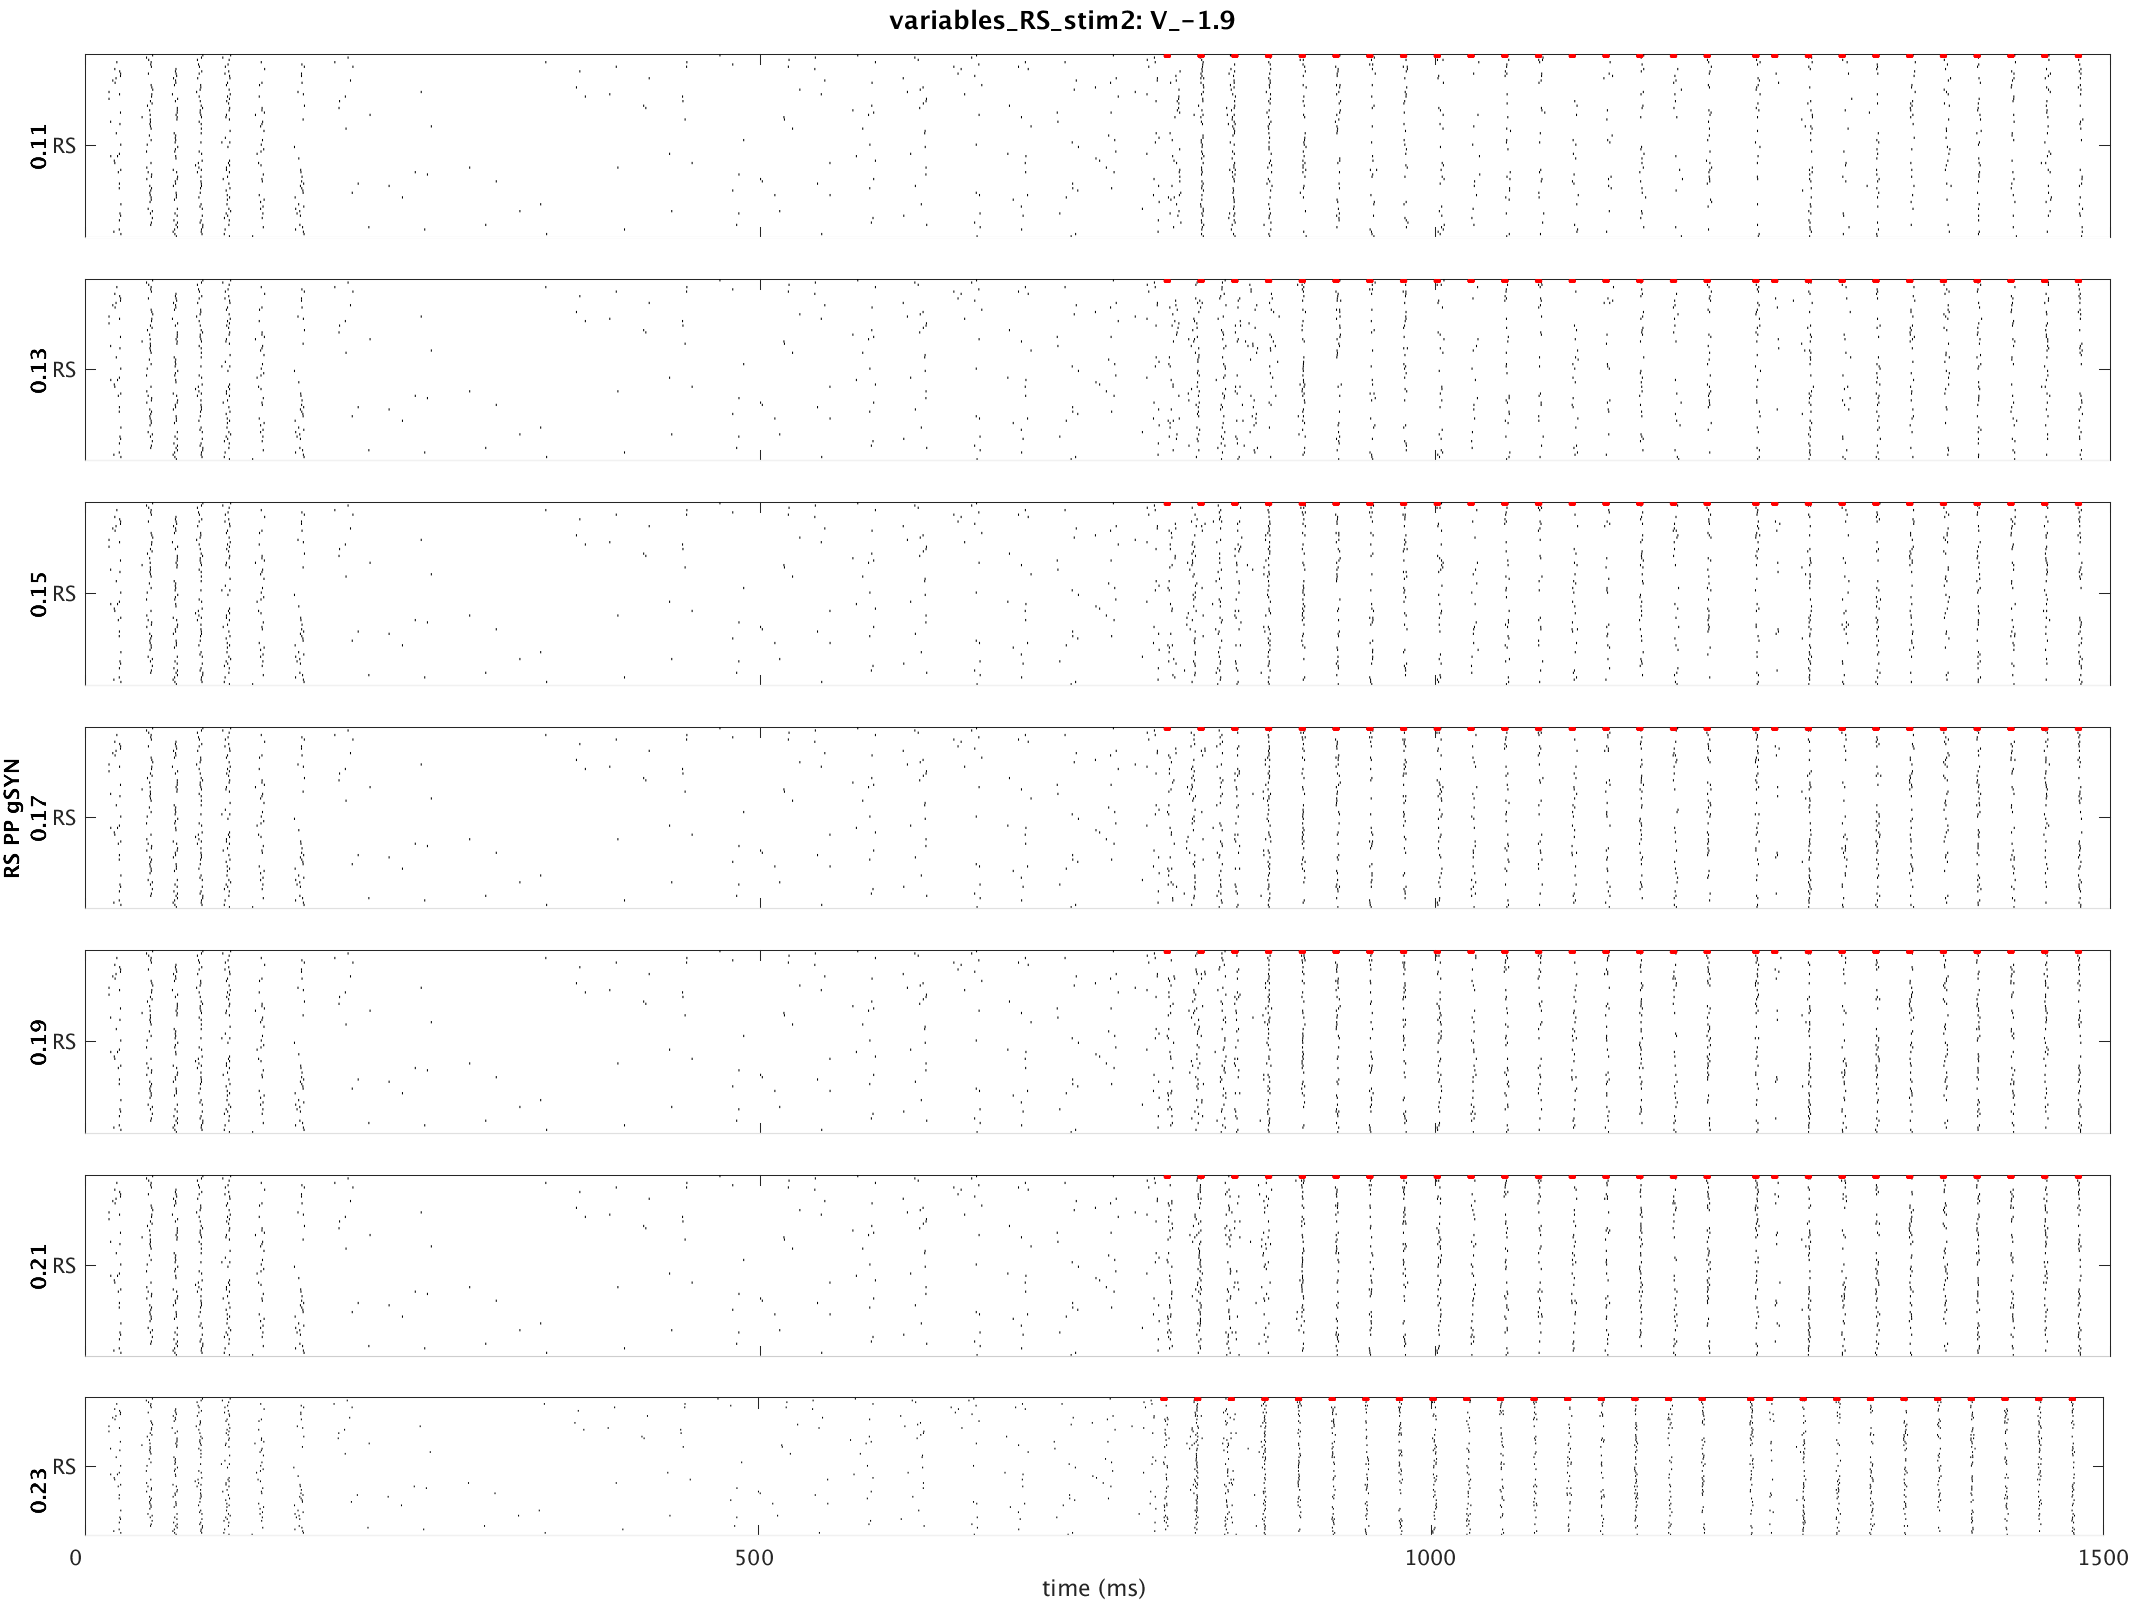 variables_RS_stim2: V_-1.9
RS PP gSYN
0.11 RS
0.13 RS
0.15 RS
0.17 RS
0.19 RS
0.21 RS
0.23 RS
0 500 1000 1500
time (ms)